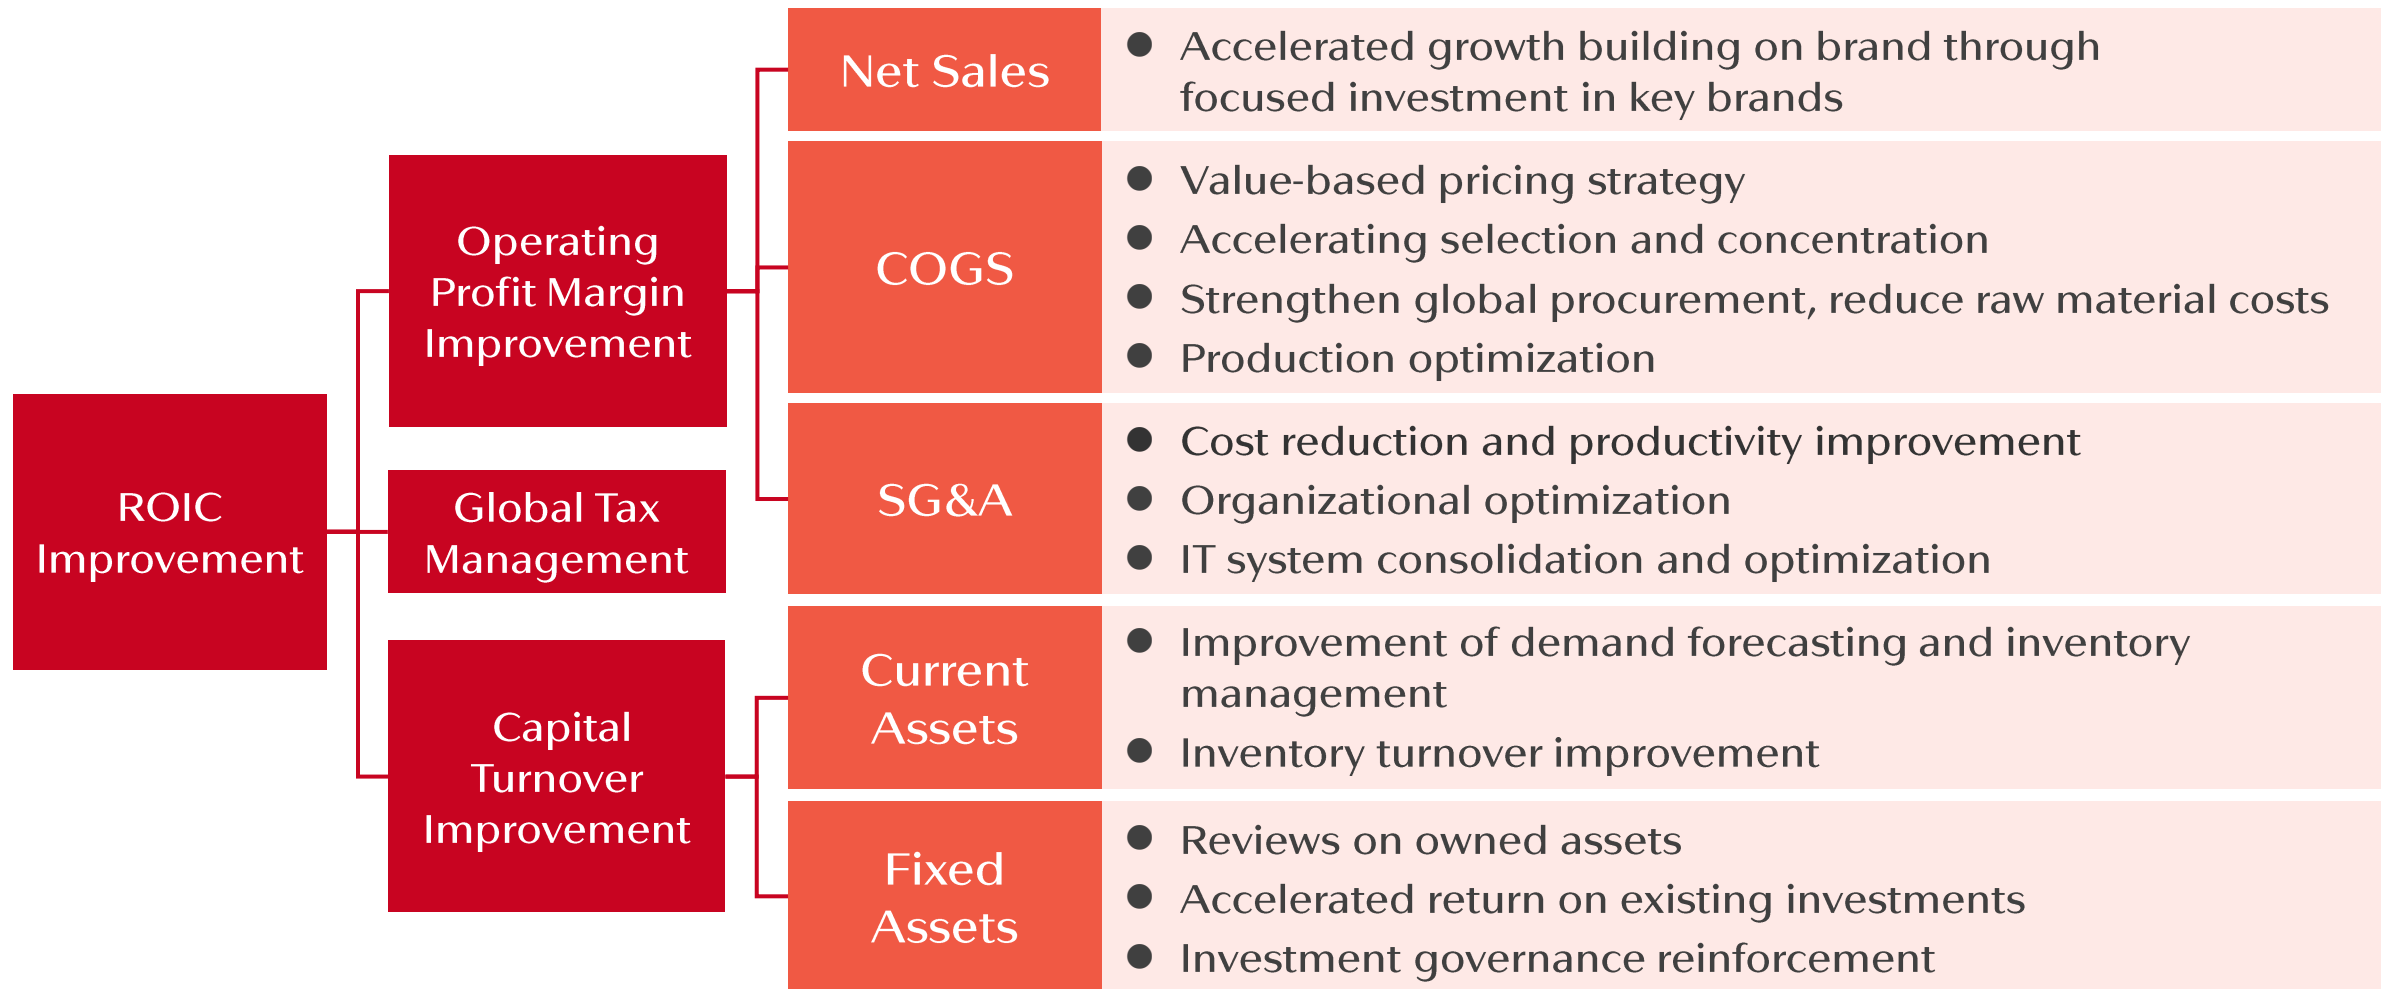 ROIC
Improvement
Operating
Profit Margin
Improvement
Global Tax
Management
Capital
Turnover
Improvement
Net Sales
● Accelerated growth building on brand through
focused investment in key brands
COGS
● Value-based pricing strategy
● Accelerating selection and concentration
● Strengthen global procurement, reduce raw material costs
● Production optimization
SG&A
● Cost reduction and productivity improvement
● Organizational optimization
● IT system consolidation and optimization
Current
Assets
● Improvement of demand forecasting and inventory
management
● Inventory turnover improvement
Fixed
Assets
● Reviews on owned assets
● Accelerated return on existing investments
● Investment governance reinforcement